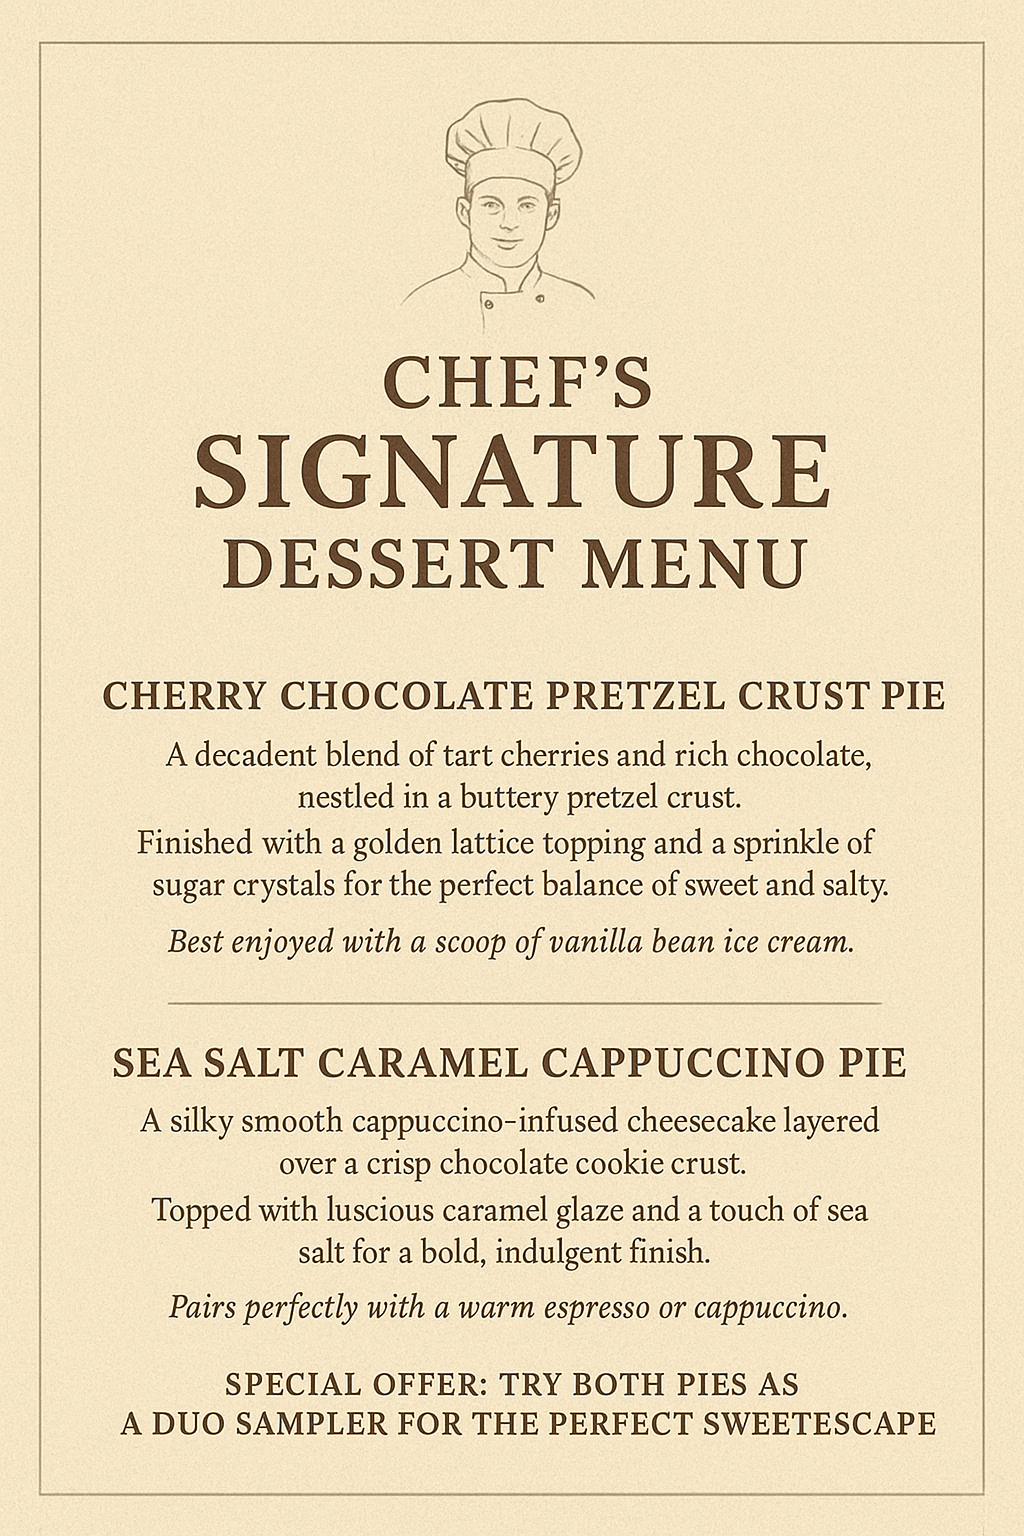 CHEF’S
SIGNATURE
DESSERT MENU
CHERRY CHOCOLATE PRETZEL CRUST PIE
A decadent blend of tart cherries and rich chocolate,
nestled in a buttery pretzel crust.
Finished with a golden lattice topping and a sprinkle of
sugar crystals for the perfect balance of sweet and salty.
Best enjoyed with a scoop of vanilla bean ice cream.
SEA SALT CARAMEL CAPPUCCINO PIE
A silky smooth cappuccino-infused cheesecake layered
over a crisp chocolate cookie crust.
Topped with luscious caramel glaze and a touch of sea
salt for a bold, indulgent finish.
Pairs perfectly with a warm espresso or cappuccino.
SPECIAL OFFER: TRY BOTH PIES AS
A DUO SAMPLER FOR THE PERFECT SWEETESCAPE